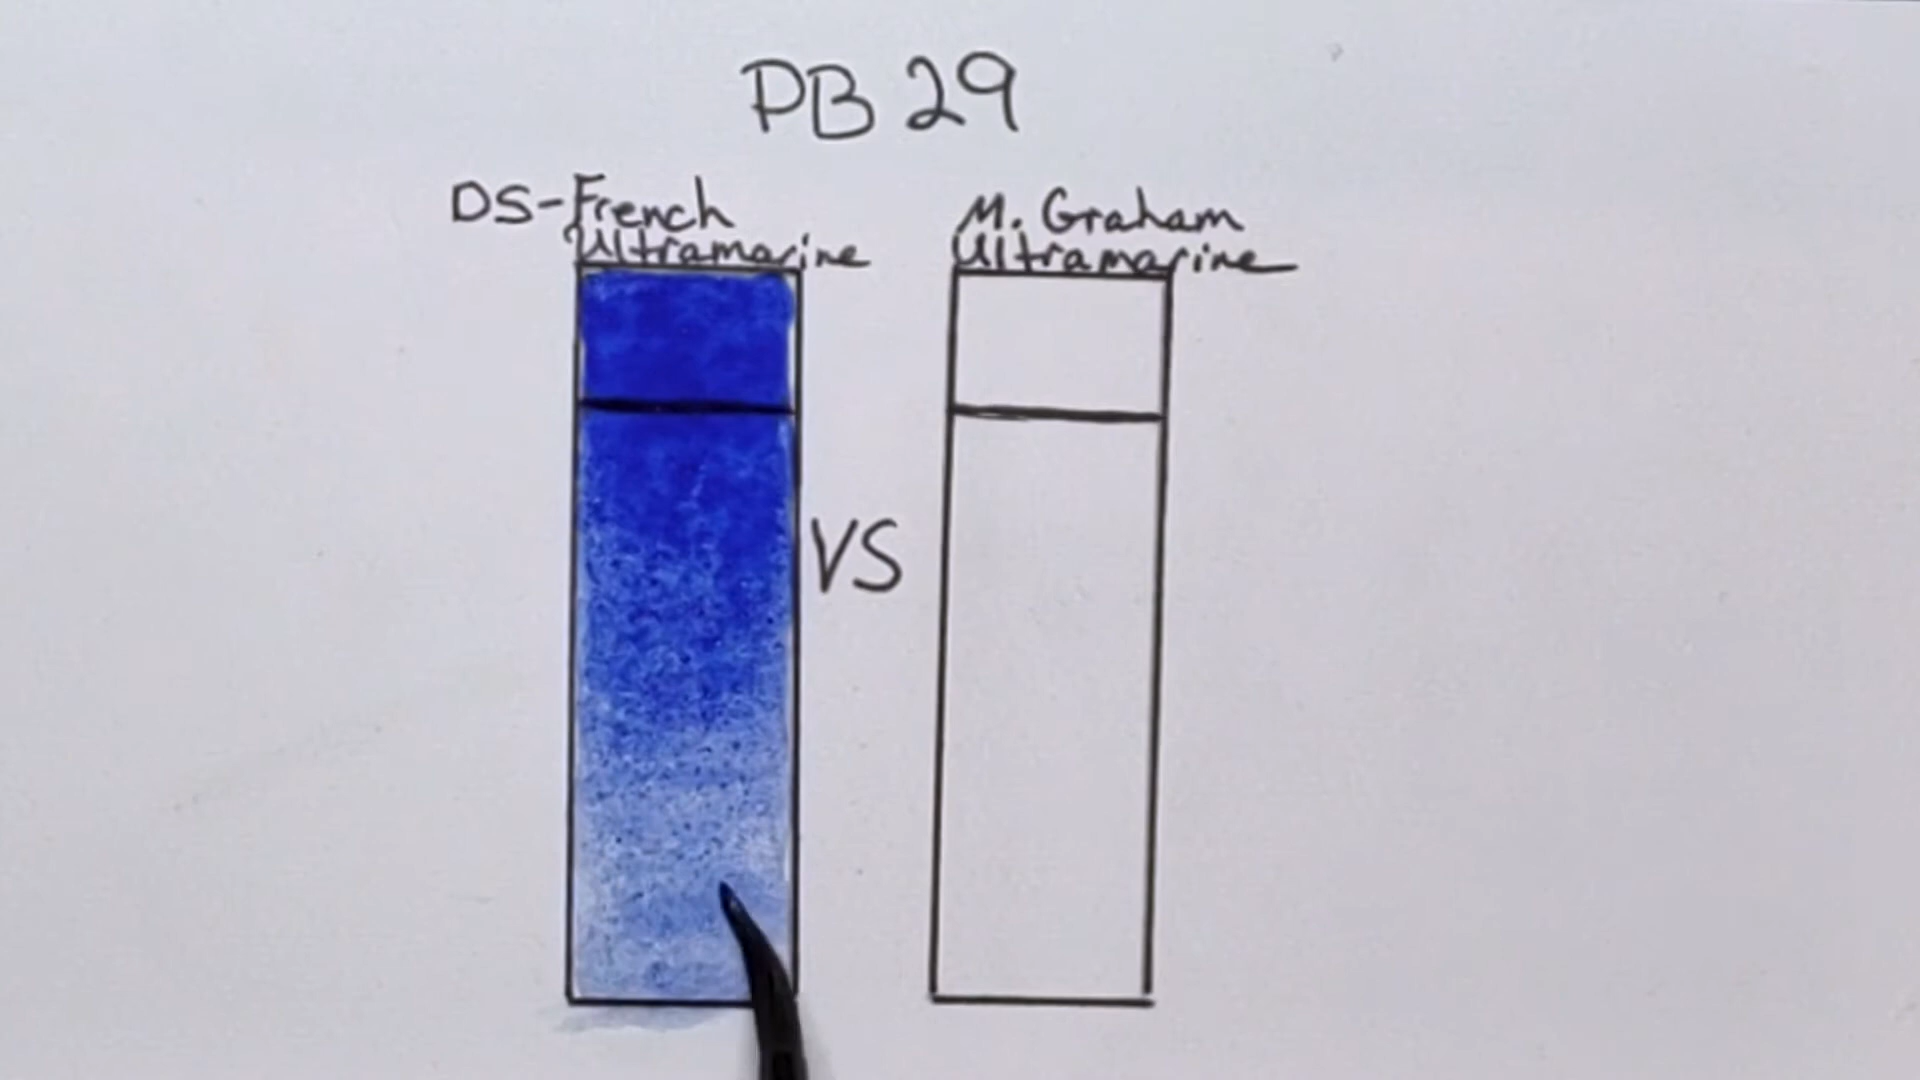 PB 29
DS-French
Ultramarine
M. Graham
Ultramarine
VS